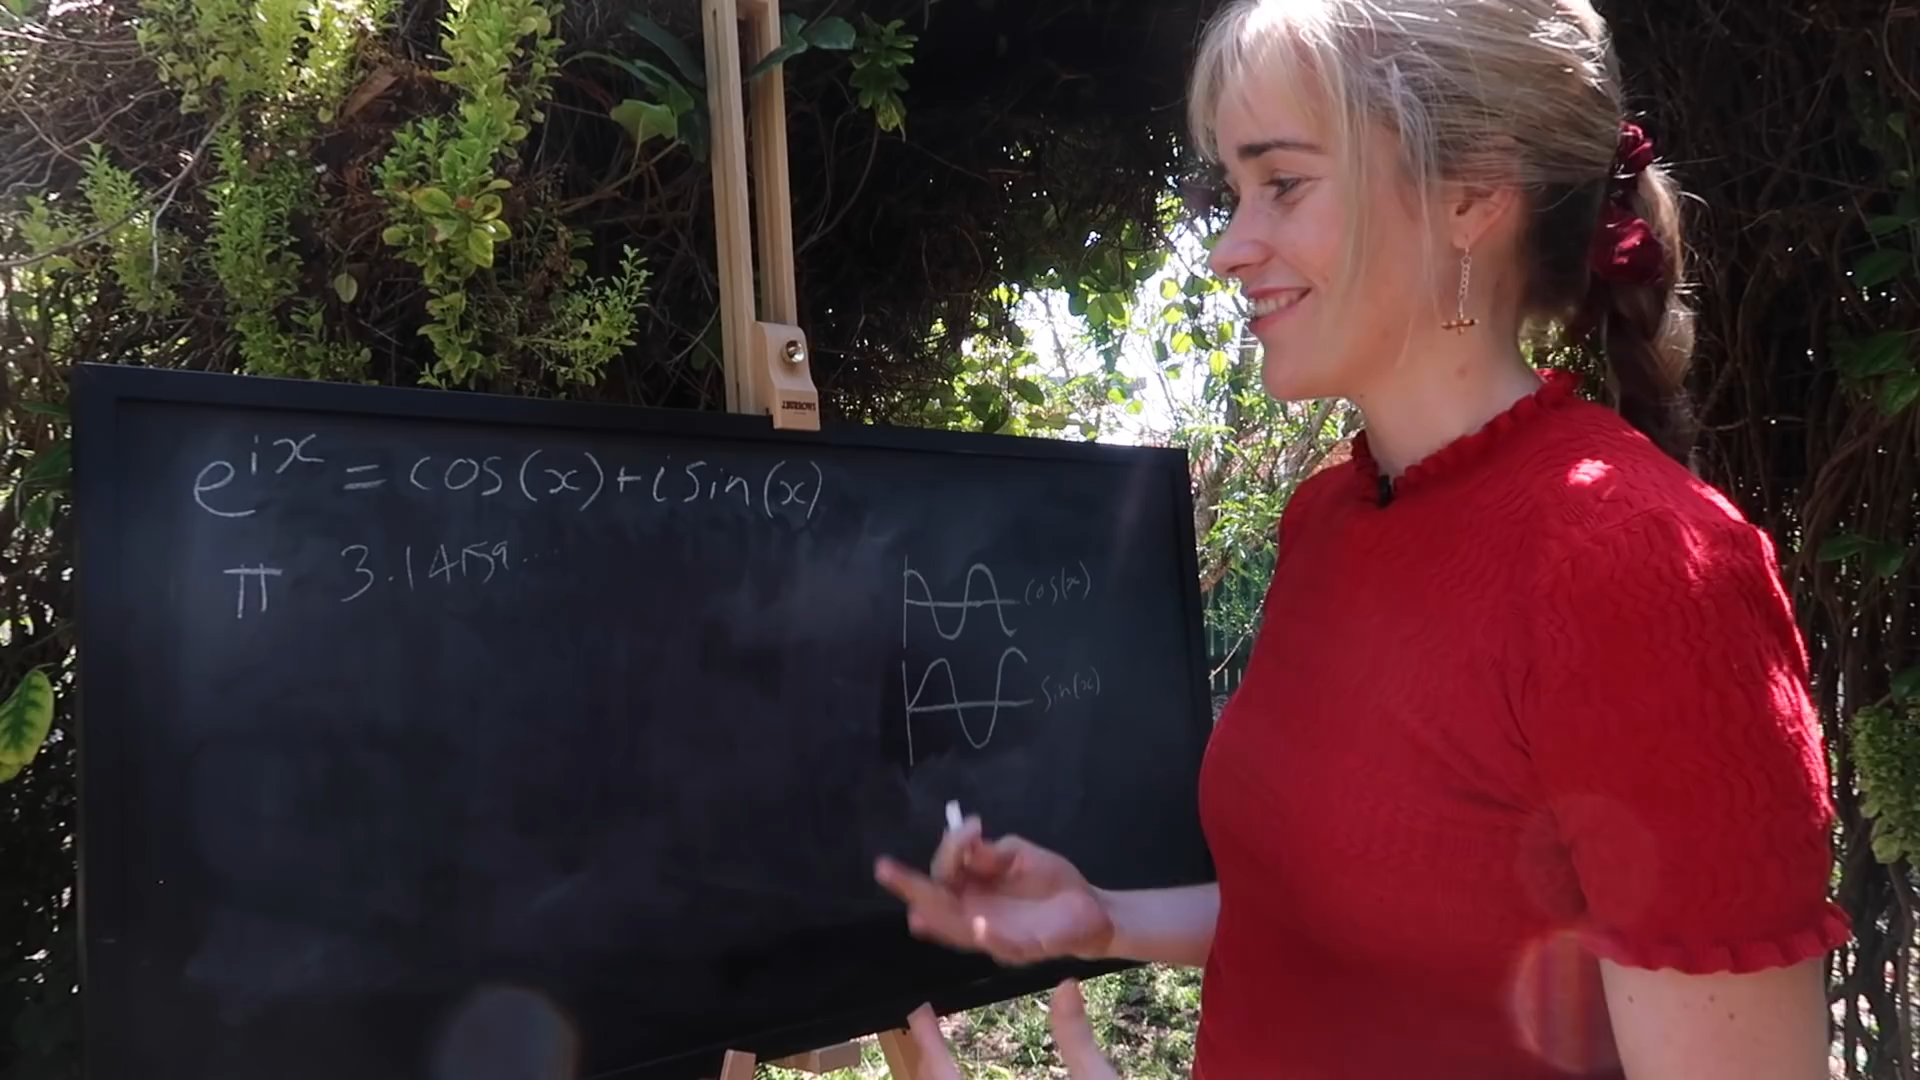 e^{ix} = cos(x) + i sin(x)
π 3.14159....
cos(x)
sin(x)